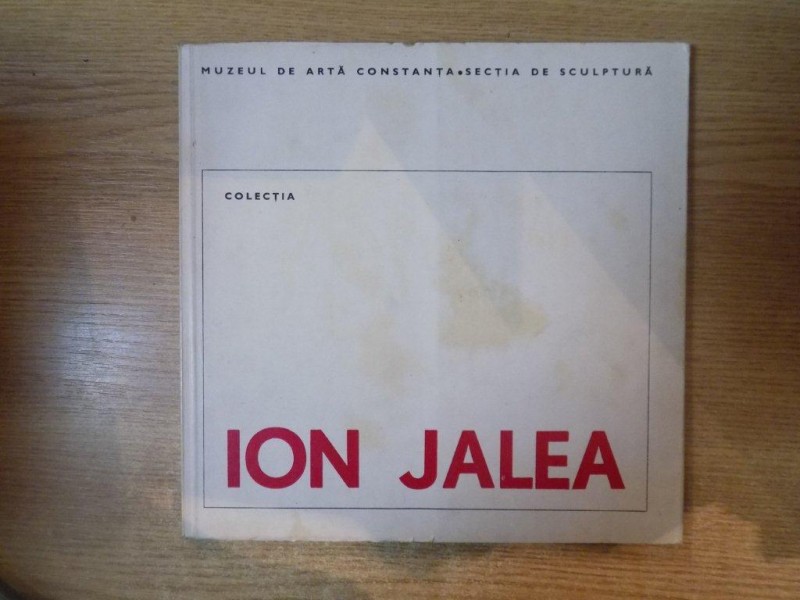 MUZEUL DE ARTĂ CONSTANȚA•SECȚIA DE SCULPTURĂ
COLECȚIA
ION JALEA